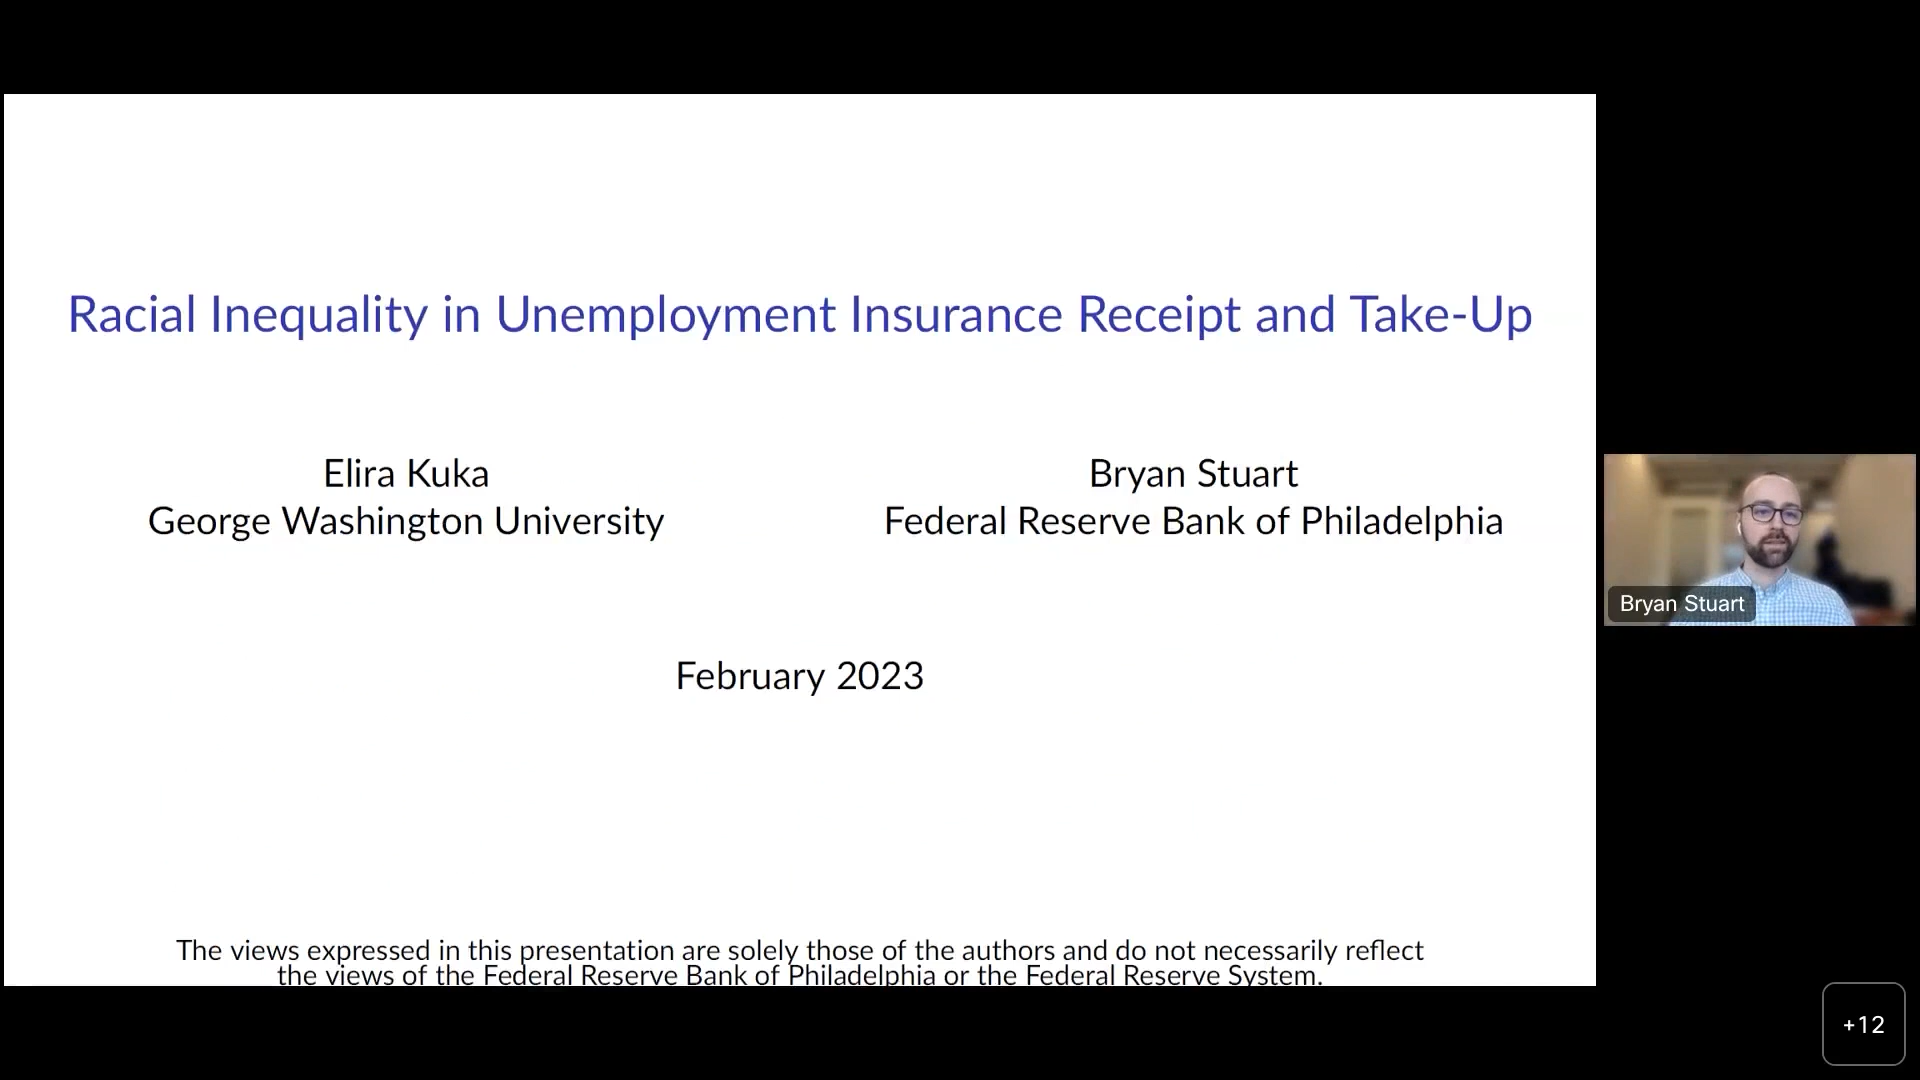 Racial Inequality in Unemployment Insurance Receipt and Take-Up
Elira Kuka
George Washington University
Bryan Stuart
Federal Reserve Bank of Philadelphia
February 2023
The views expressed in this presentation are solely those of the authors and do not necessarily reflect
the views of the Federal Reserve Bank of Philadelphia or the Federal Reserve System.
Bryan Stuart
+12